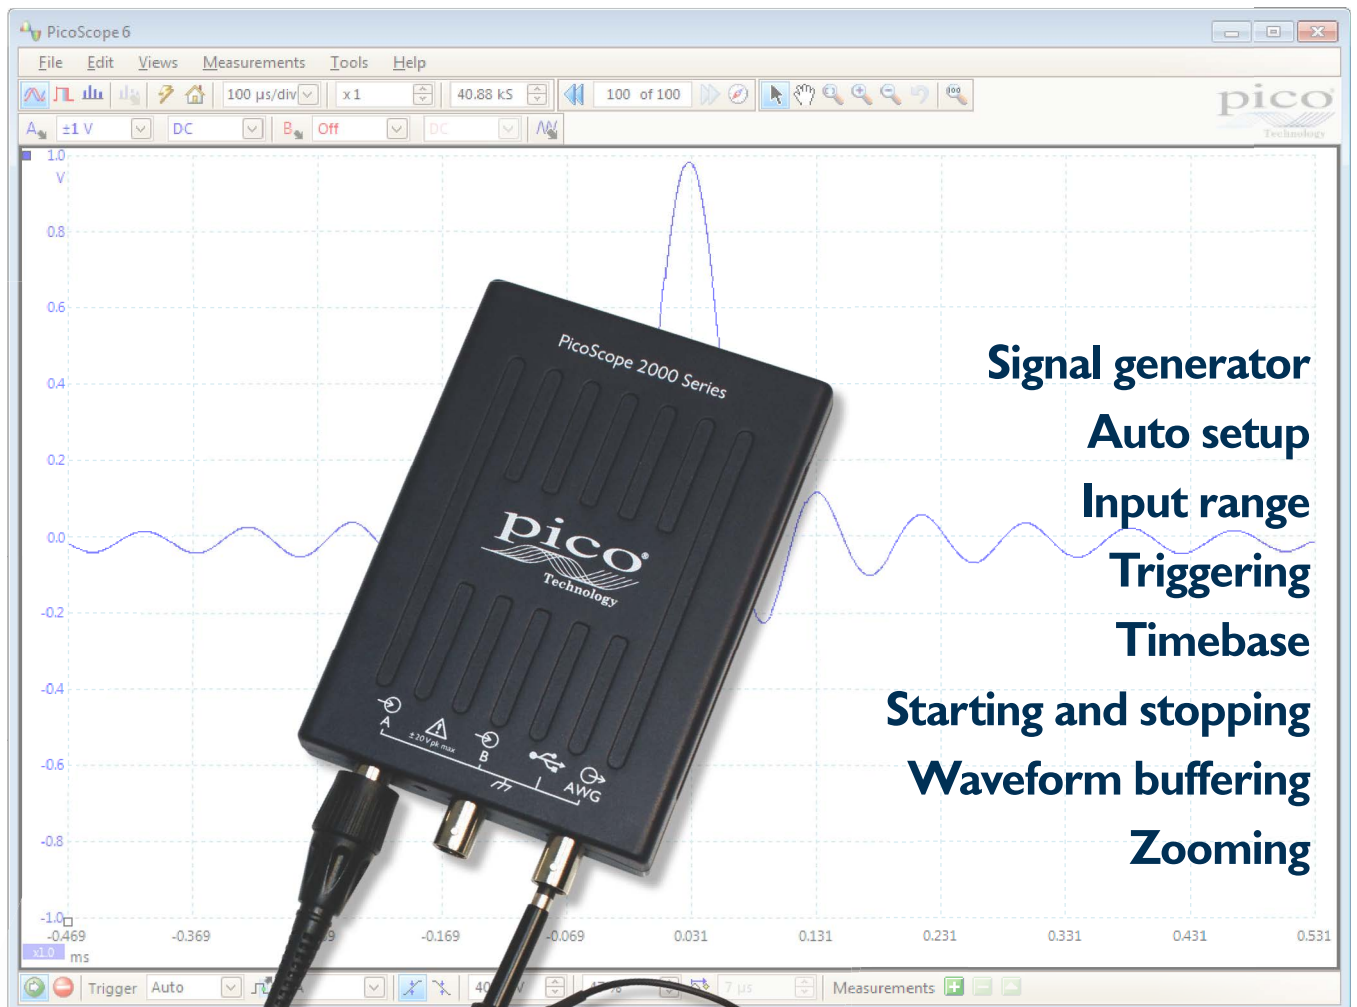 PicoScope 6
File Edit Views Measurements Tools Help
100 µs/div x 1 40.88 kS 100 of 100
pico
Technology
A ±1 V DC B Off DC
1.0
V
0.8
0.6
0.4
0.2
0.0
-0.2
-0.4
-0.6
-0.8
-1.0
-0.469 -0.369 -0.169 -0.069 0.031 0.131 0.231 0.331 0.431 0.531
x1.0 ms
PicoScope 2000 Series
pico
Technology
A
±20 V pk max
B
AWG
Signal generator
Auto setup
Input range
Triggering
Timebase
Starting and stopping
Waveform buffering
Zooming
Trigger Auto 7 µs Measurements